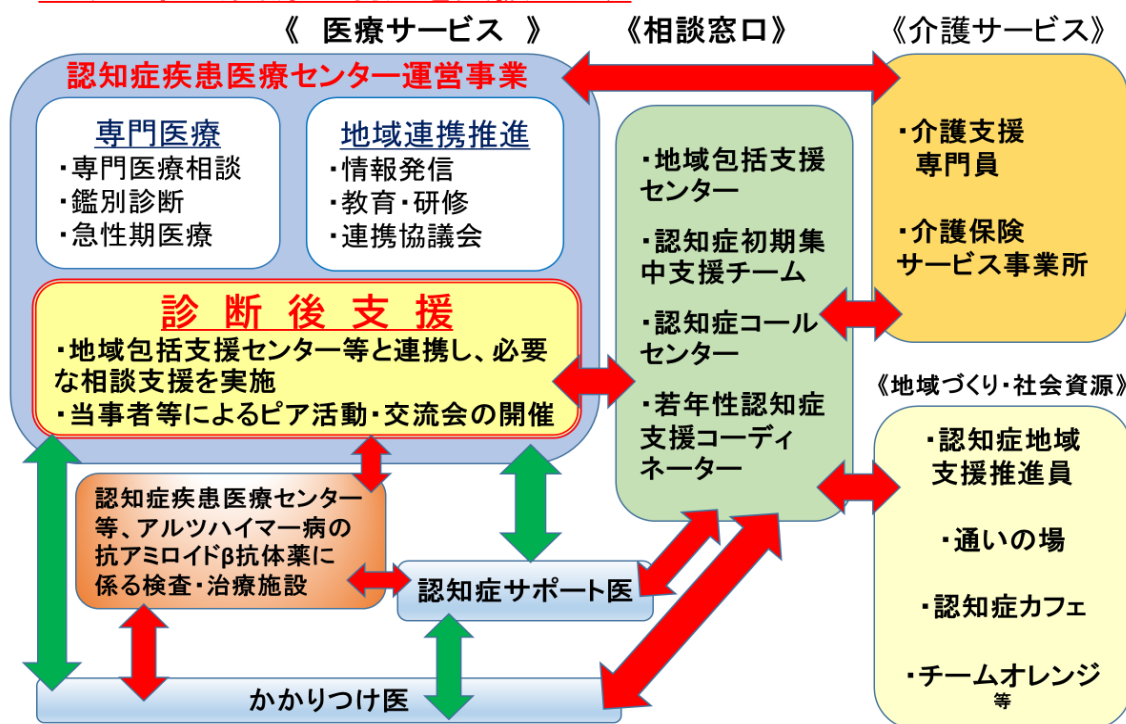 《 医療サービス 》
《相談窓口》
《介護サービス》
認知症疾患医療センター運営事業
専門医療
・専門医療相談
・鑑別診断
・急性期医療
地域連携推進
・情報発信
・教育・研修
・連携協議会
診断後支援
・地域包括支援センター等と連携し、必要
な相談支援を実施
・当事者等によるピア活動・交流会の開催
認知症疾患医療センター
等、アルツハイマー病の
抗アミロイドβ抗体薬に
係る検査・治療施設
認知症サポート医
かかりつけ医
・地域包括支援
センター
・認知症初期集
中支援チーム
・認知症コール
センター
・若年性認知症
支援コーディ
ネーター
・介護支援
専門員
・介護保険
サービス事業所
《地域づくり・社会資源》
・認知症地域
支援推進員
・通いの場
・認知症カフェ
・チームオレンジ
等